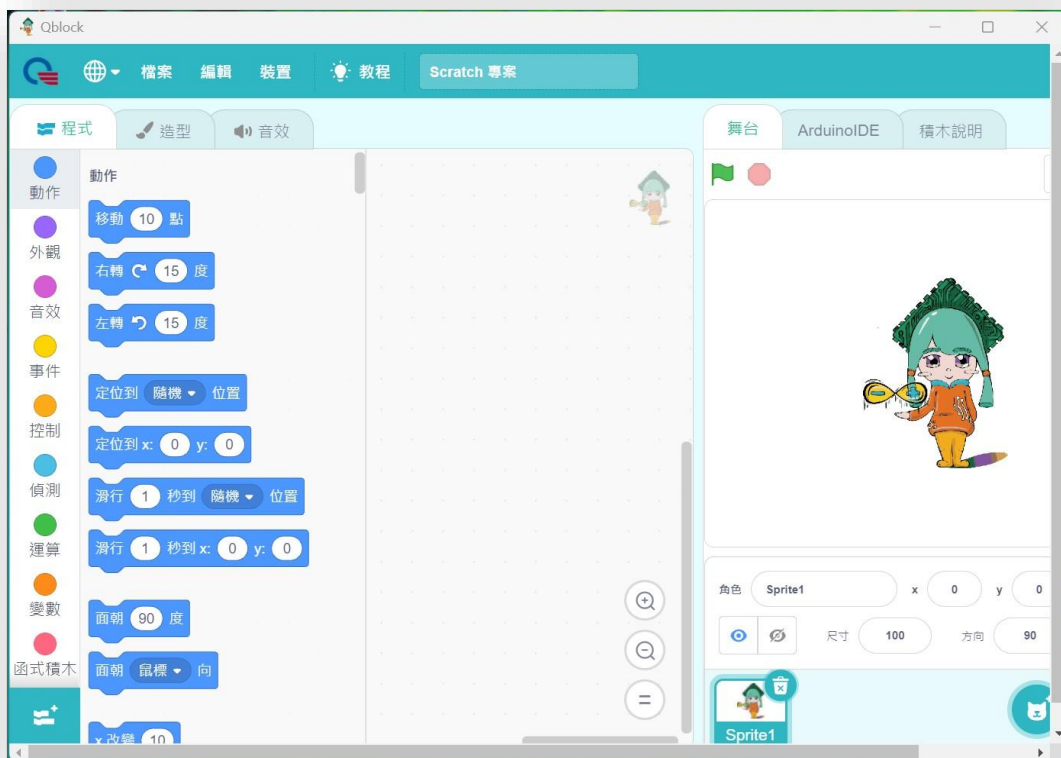 Qblock
檔案 編輯 裝置 教程 Scratch 專案
程式 造型 音效
舞台 ArduinoIDE 積木說明
動作
外觀
音效
事件
控制
偵測
運算
變數
函式積木
動作
移動 10 點
右轉 15 度
左轉 15 度
定位到 隨機 位置
定位到 x: 0 y: 0
滑行 1 秒到 隨機 位置
滑行 1 秒到 x: 0 y: 0
面朝 90 度
面朝 鼠標 向
x 改變 10
角色 Sprite1 x 0 y 0
尺寸 100 方向 90
Sprite1